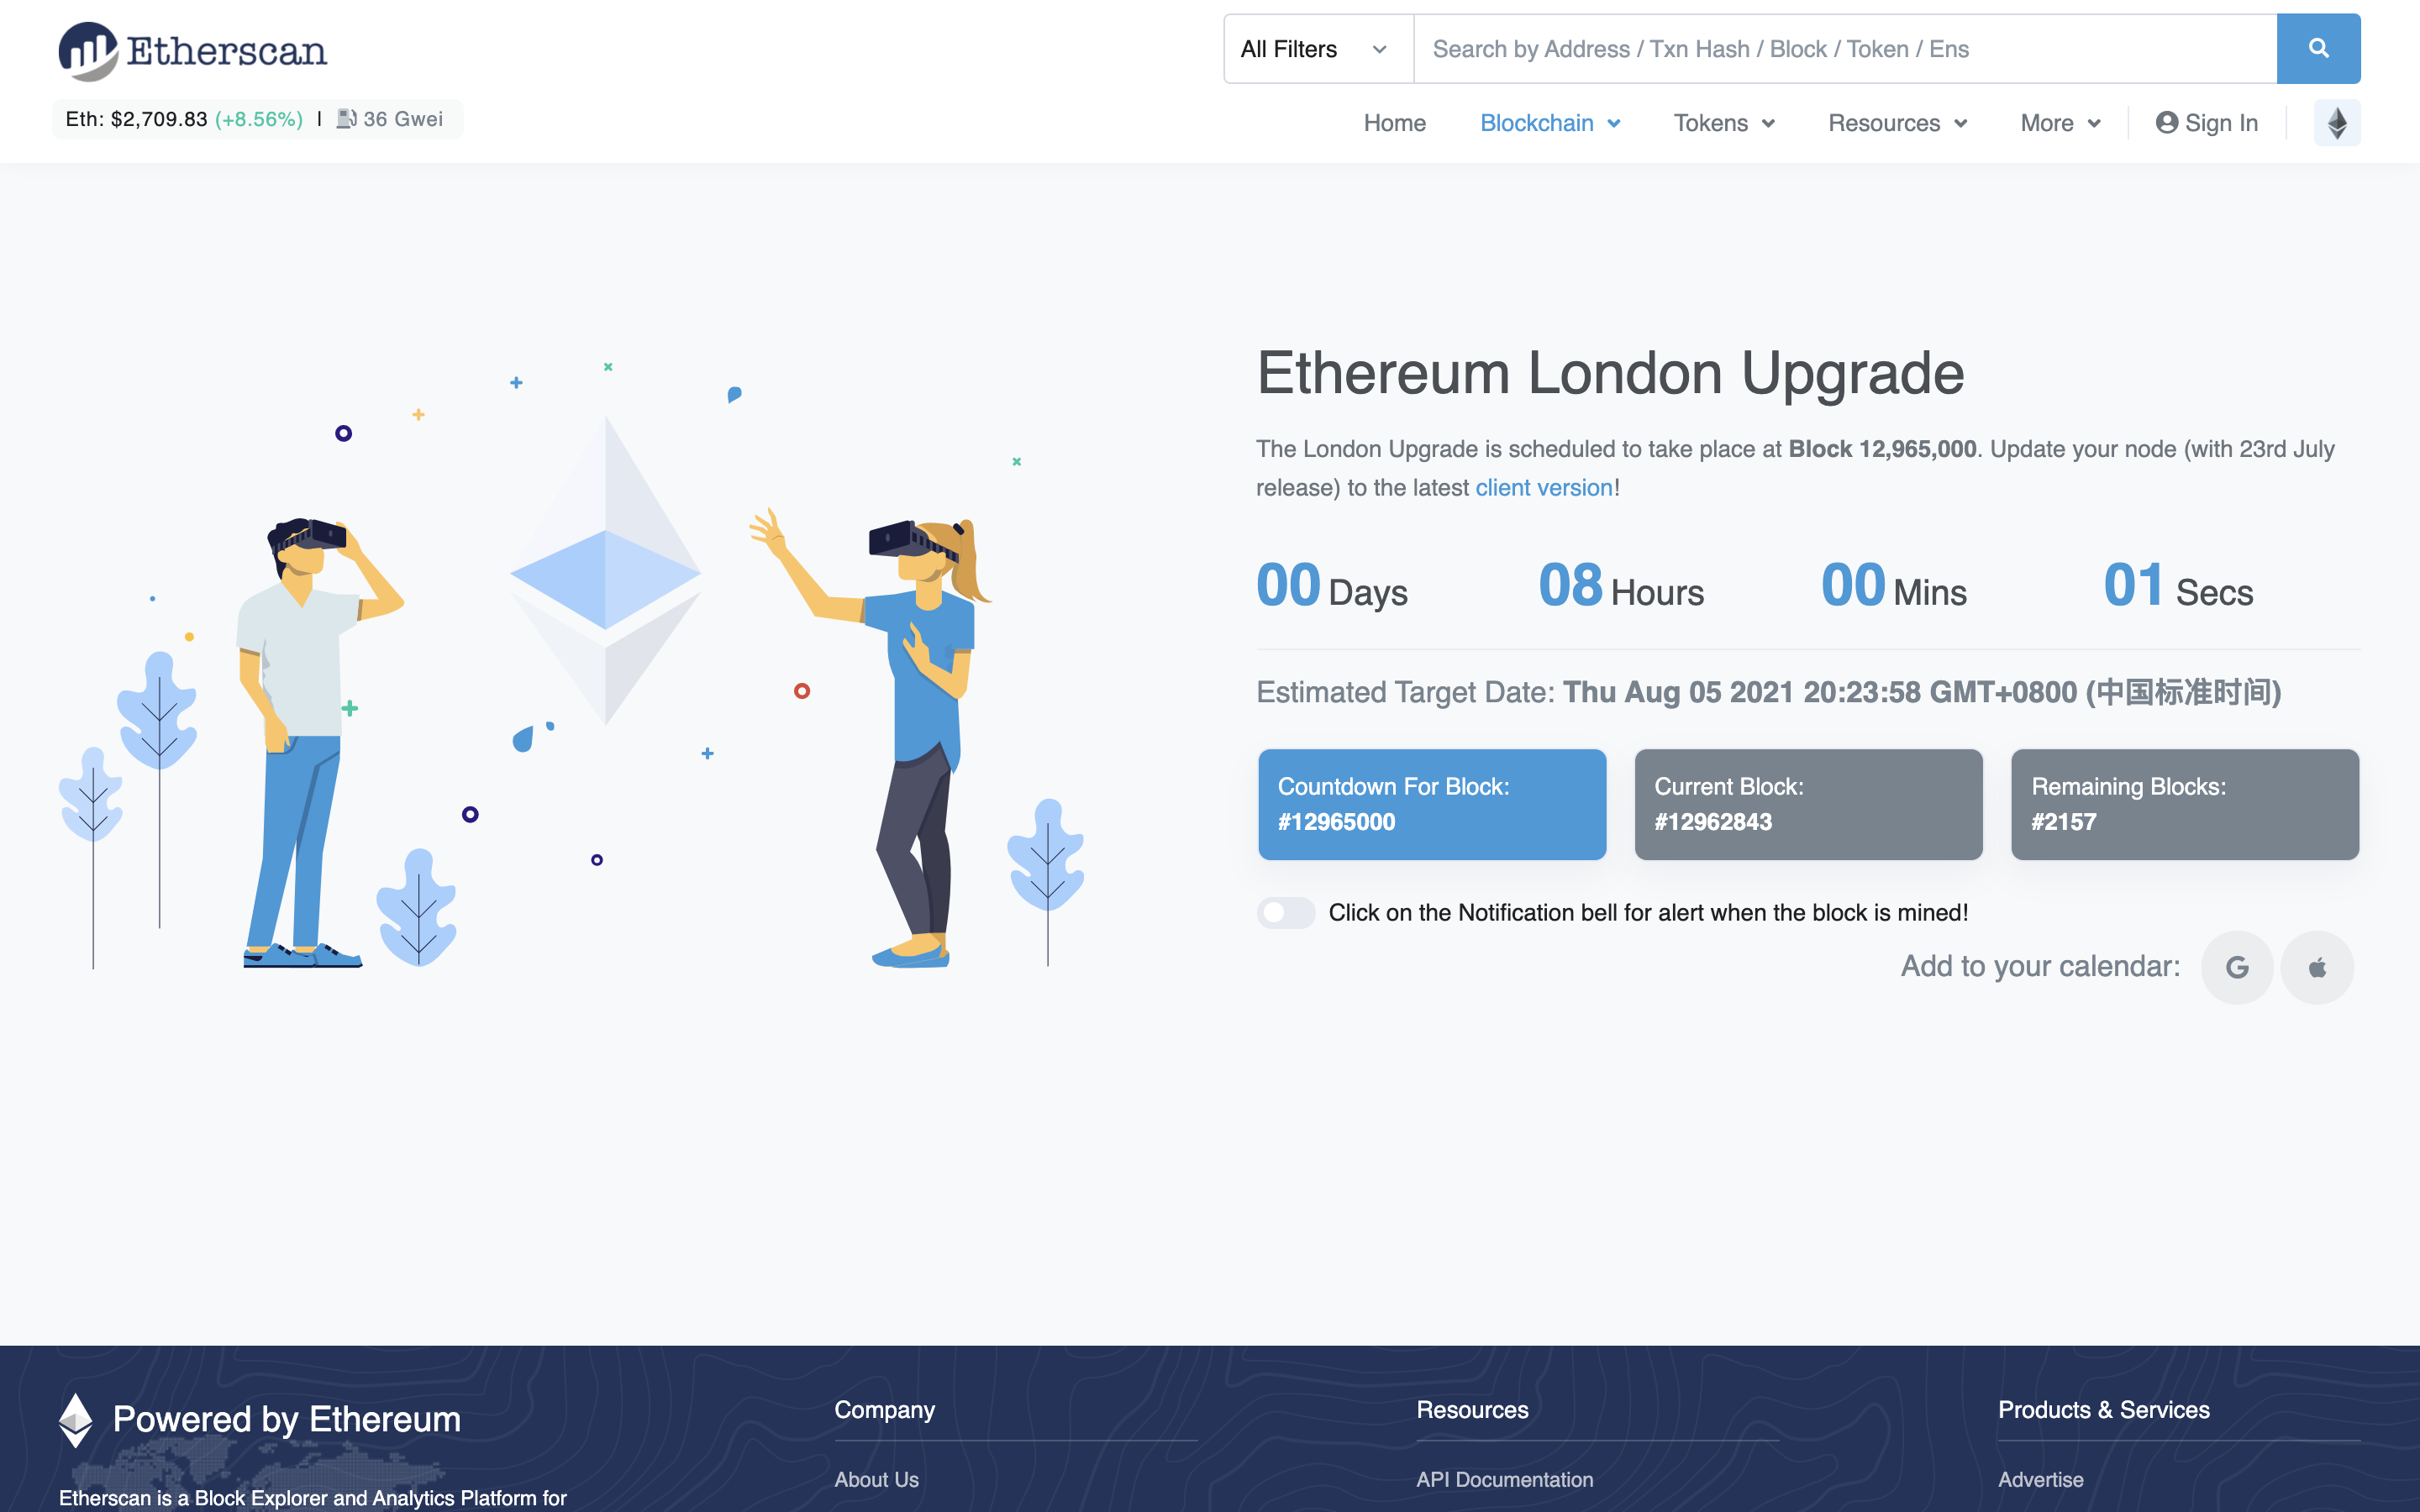 Etherscan
All Filters
Search by Address / Txn Hash / Block / Token / Ens
Eth: $2,709.83 (+8.56%) | 36 Gwei
Home
Blockchain
Tokens
Resources
More
Sign In
Ethereum London Upgrade
The London Upgrade is scheduled to take place at Block 12,965,000. Update your node (with 23rd July
release) to the latest client version!
00 Days 08 Hours 00 Mins 01 Secs
Estimated Target Date: Thu Aug 05 2021 20:23:58 GMT+0800 (中国标准时间)
Countdown For Block:
#12965000
Current Block:
#12962843
Remaining Blocks:
#2157
Click on the Notification bell for alert when the block is mined!
Add to your calendar:
Powered by Ethereum
Etherscan is a Block Explorer and Analytics Platform for
Company
About Us
Resources
API Documentation
Products & Services
Advertise